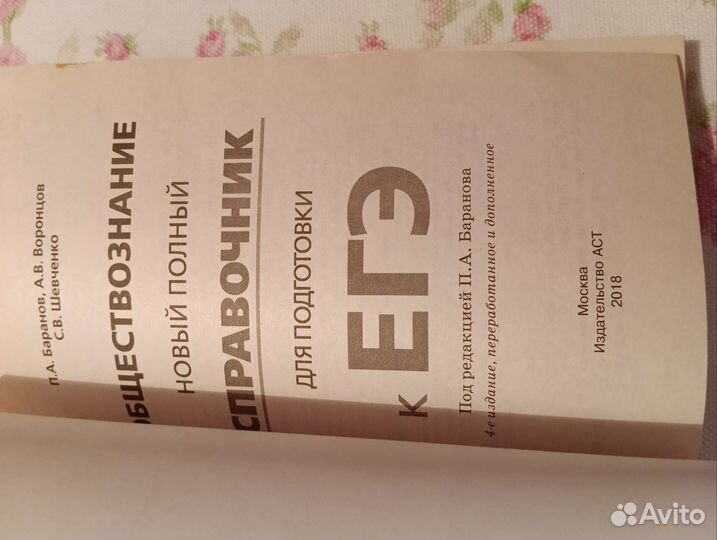 П.А. Баранов, А.В. Воронцов
С.В. Шевченко
ОБЩЕСТВОЗНАНИЕ
НОВЫЙ ПОЛНЫЙ
СПРАВОЧНИК
ДЛЯ ПОДГОТОВКИ
К ЕГЭ
Под редакцией П.А. Баранова
4-е издание, переработанное и дополненное
Москва
Издательство АСТ
2018
Avito